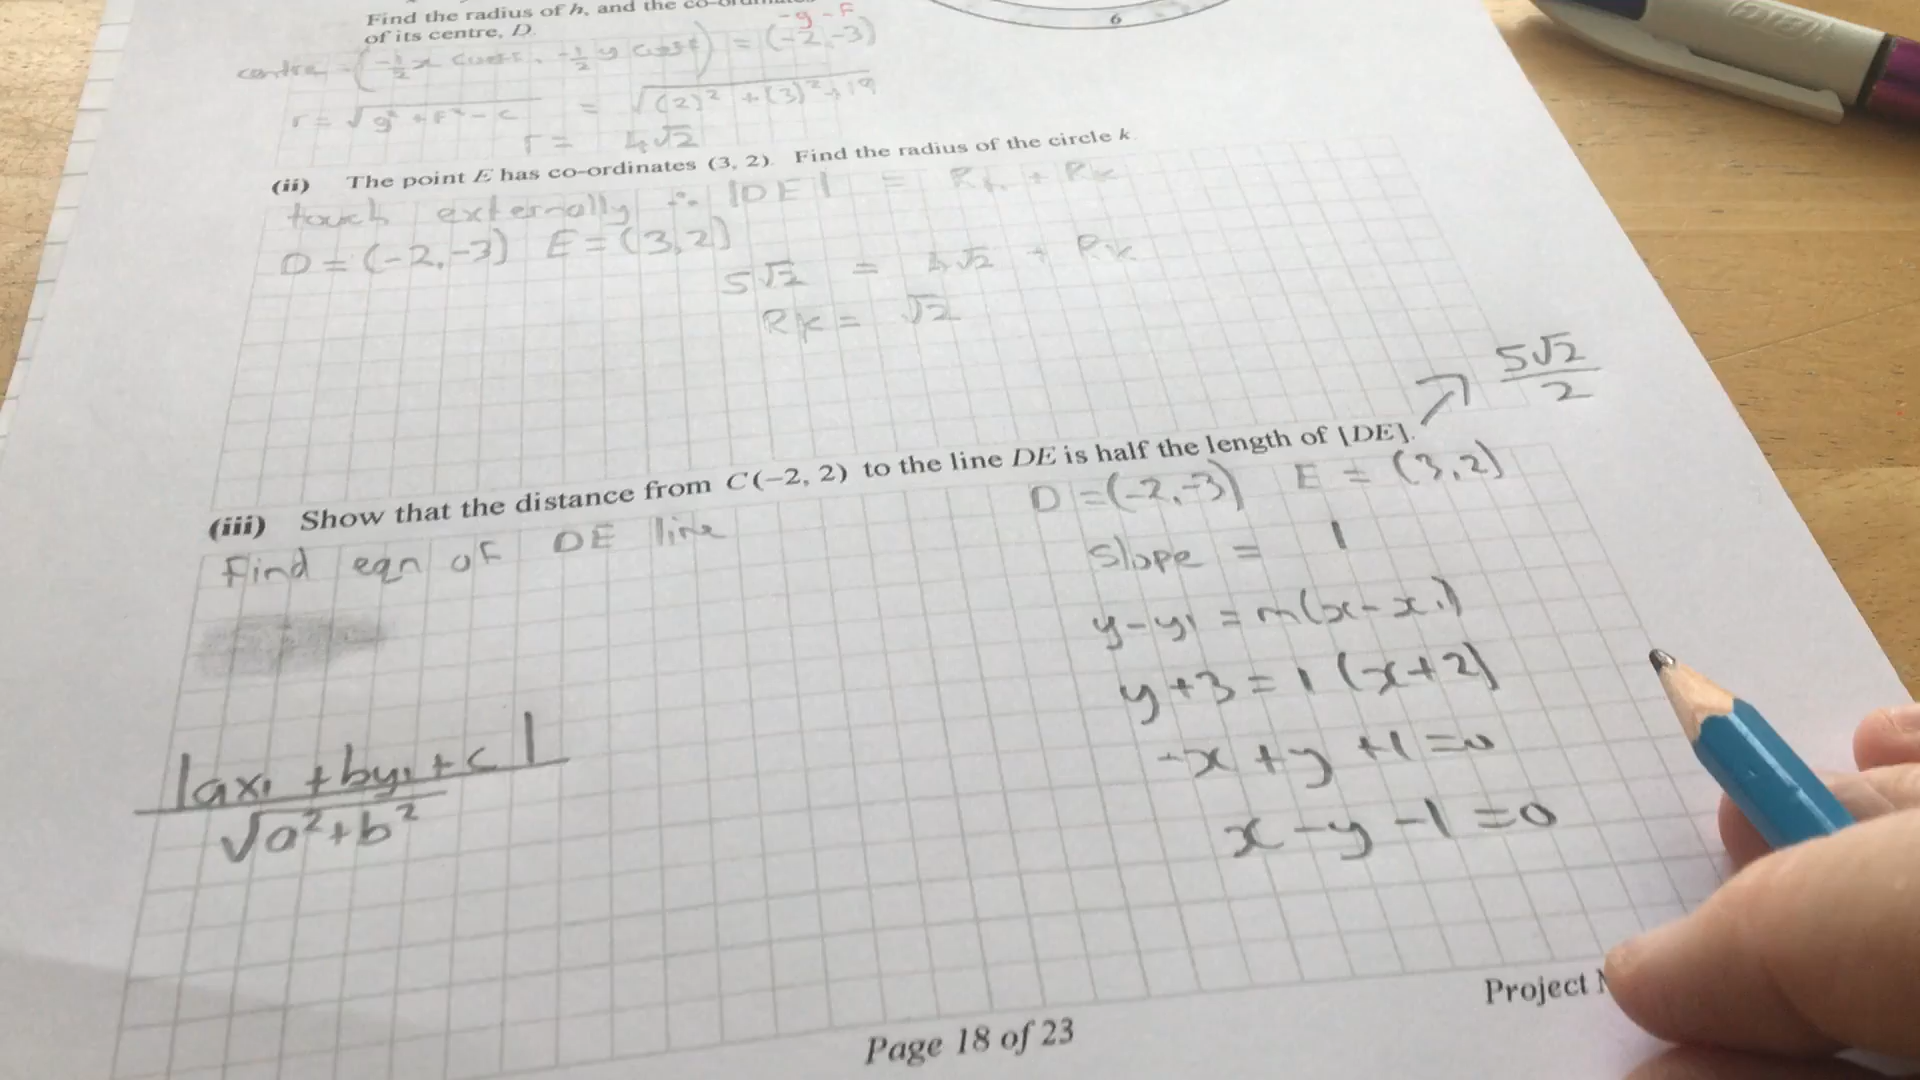 Find the radius of h, and the co-ordinates
of its centre, D.
6
-g -F
centre = (-1/2 x coeff, -1/2 y coeff) = (-2, -3)
r = √g² + F² - c = √(2)² + (3)² + 19
r = 4√2
(ii) The point E has co-ordinates (3, 2). Find the radius of the circle k.
touch externally ∴ |DE| = Rh + Rk
D = (-2, -3) E = (3, 2)
5√2 = 4√2 + Rk
Rk = √2
5√2
2
(iii) Show that the distance from C(−2, 2) to the line DE is half the length of [DE].
D = (-2, -3) E = (3, 2)
Find eqn of DE line
slope = 1
y - y1 = m(x - x1)
y + 3 = 1 (x + 2)
-x + y + 1 = 0
x - y - 1 = 0
|ax1 + by1 + c|
√a² + b²
Project
Page 18 of 23